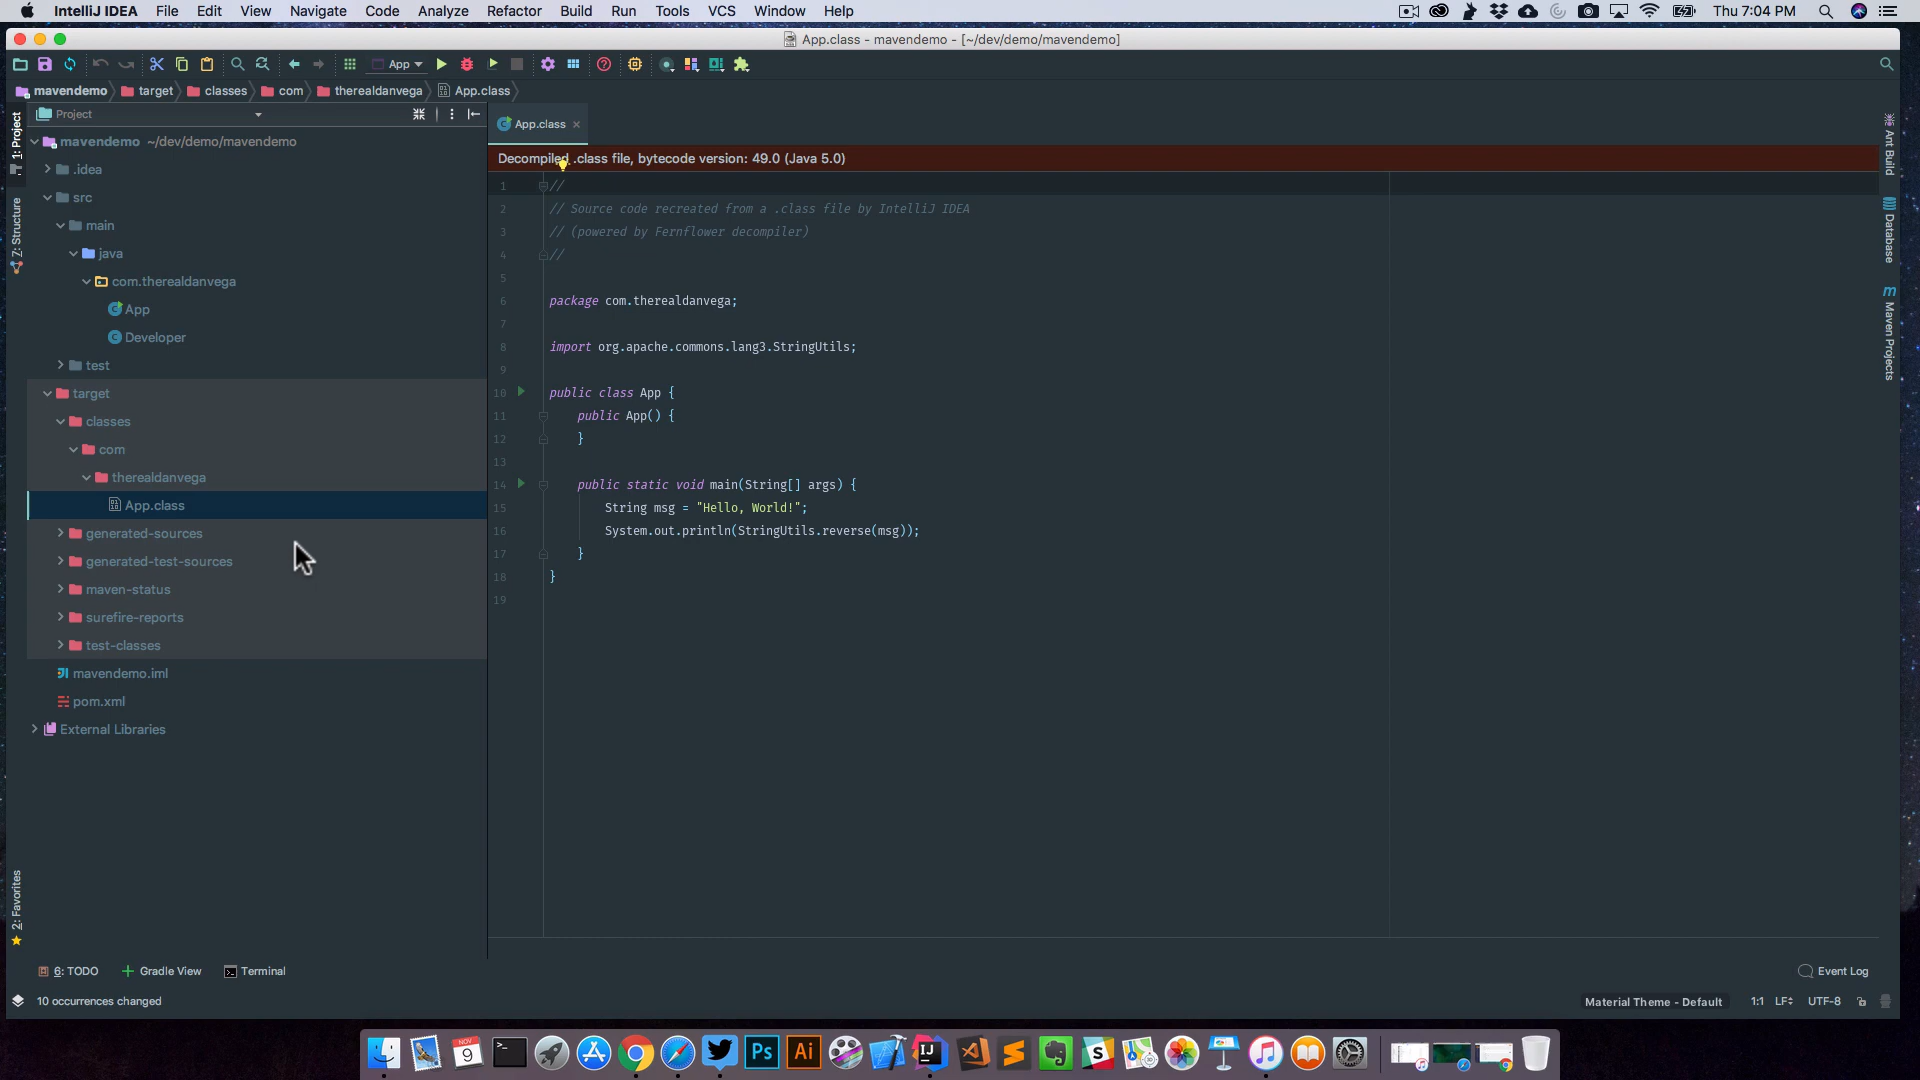 IntelliJ IDEA File Edit View Navigate Code Analyze Refactor Build Run Tools VCS Window Help Thu 7:04 PM
App.class - mavendemo - [~/dev/demo/mavendemo]
App
mavendemo target classes com therealdanvega App.class
Project
1: Project
Z: Structure
2: Favorites
mavendemo ~/dev/demo/mavendemo
.idea
src
main
java
com.therealdanvega
App
Developer
test
target
classes
com
therealdanvega
App.class
generated-sources
generated-test-sources
maven-status
surefire-reports
test-classes
mavendemo.iml
pom.xml
External Libraries
App.class
Decompiled .class file, bytecode version: 49.0 (Java 5.0)
1 //
2 // Source code recreated from a .class file by IntelliJ IDEA
3 // (powered by Fernflower decompiler)
4 //
5
6 package com.therealdanvega;
7
8 import org.apache.commons.lang3.StringUtils;
9
10 public class App {
11 public App() {
12 }
13
14 public static void main(String[] args) {
15 String msg = "Hello, World!";
16 System.out.println(StringUtils.reverse(msg));
17 }
18 }
19
Ant Build
Database
m Maven Projects
6: TODO Gradle View Terminal Event Log
10 occurrences changed Material Theme - Default 1:1 LF UTF-8
NOV
9
Ps Ai IJ S